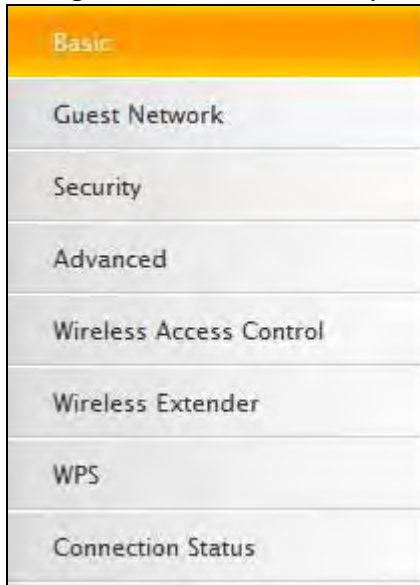 Basic
Guest Network
Security
Advanced
Wireless Access Control
Wireless Extender
WPS
Connection Status